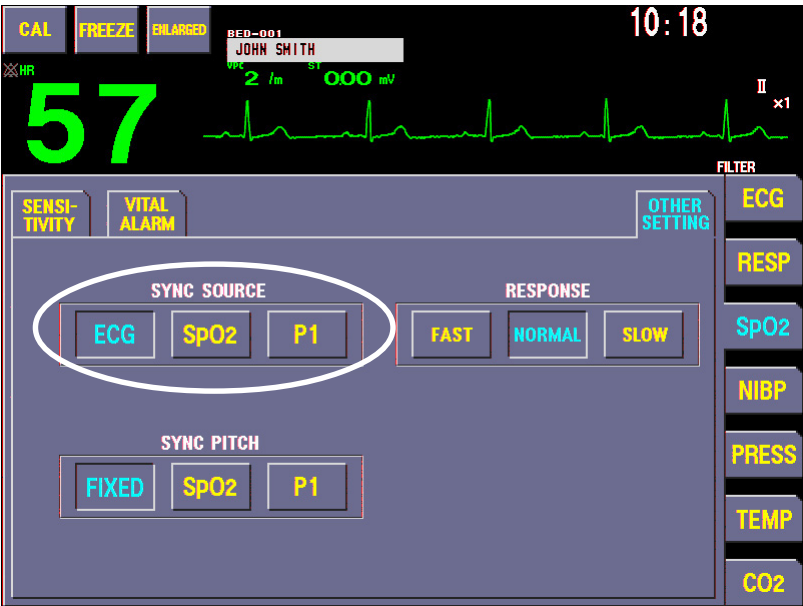 CAL
FREEZE
ENLARGED
BED-001
JOHN SMITH
10:18
HR
VPC
2 /m
ST
0.00 mV
57
II
×1
FILTER
SENSI-
TIVITY
VITAL
ALARM
OTHER
SETTING
ECG
RESP
SpO2
NIBP
PRESS
TEMP
CO2
SYNC SOURCE
ECG
SpO2
P1
RESPONSE
FAST
NORMAL
SLOW
SYNC PITCH
FIXED
SpO2
P1